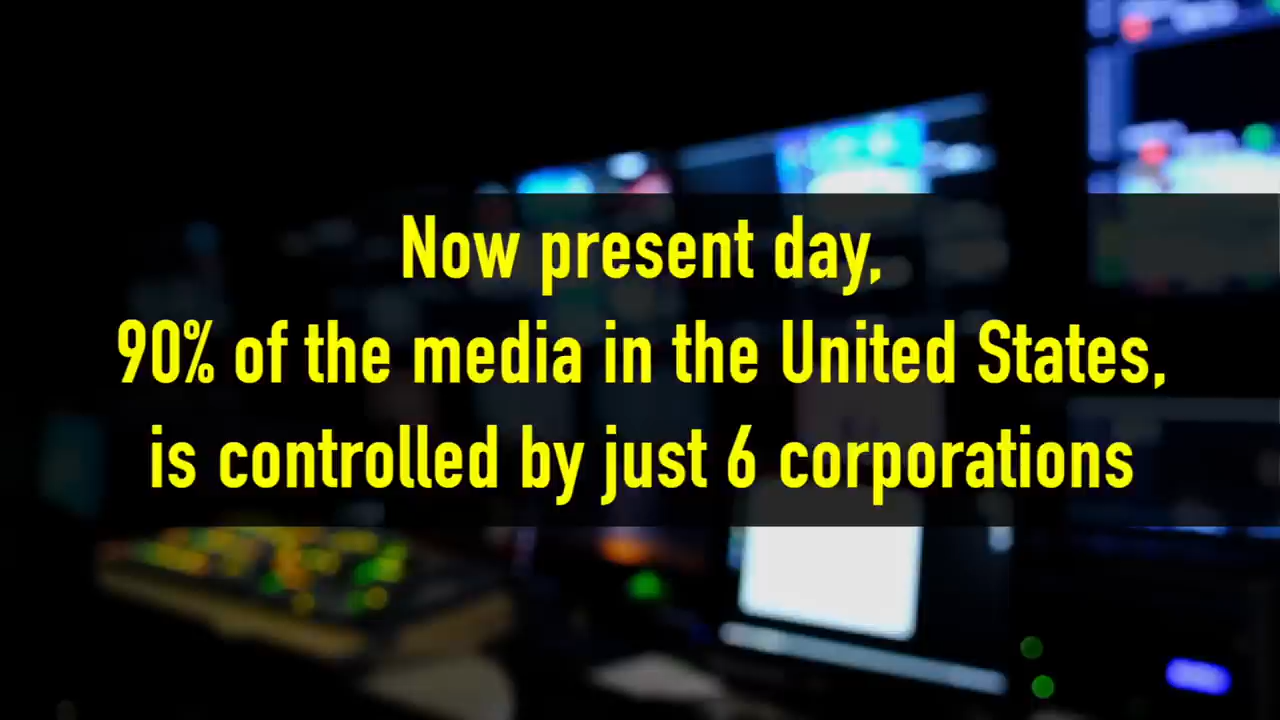 Now present day,
90% of the media in the United States,
is controlled by just 6 corporations